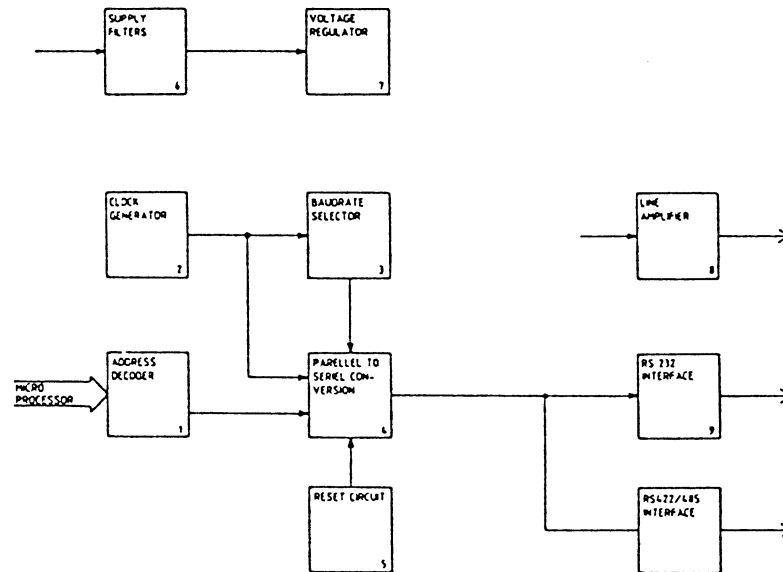 SUPPLY
FILTERS
6
VOLTAGE
REGULATOR
7
CLOCK
GENERATOR
2
BAUDRATE
SELECTOR
3
LINE
AMPLIFIER
8
MICRO
PROCESSOR
ADDRESS
DECODER
1
PARELLEL TO
SERIEL CON-
VERSION
4
RS 232
INTERFACE
9
RESET CIRCUIT
5
RS422/485
INTERFACE